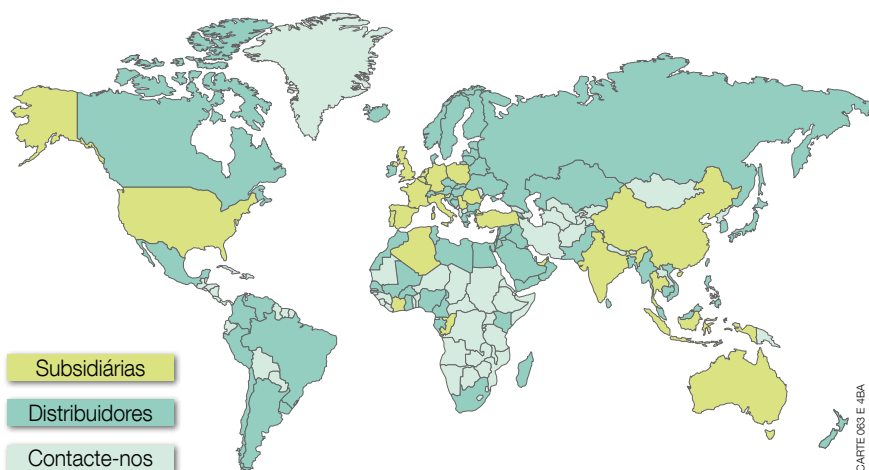 Subsidiárias
Distribuidores
Contacte-nos
CARTE 063 E 4BA